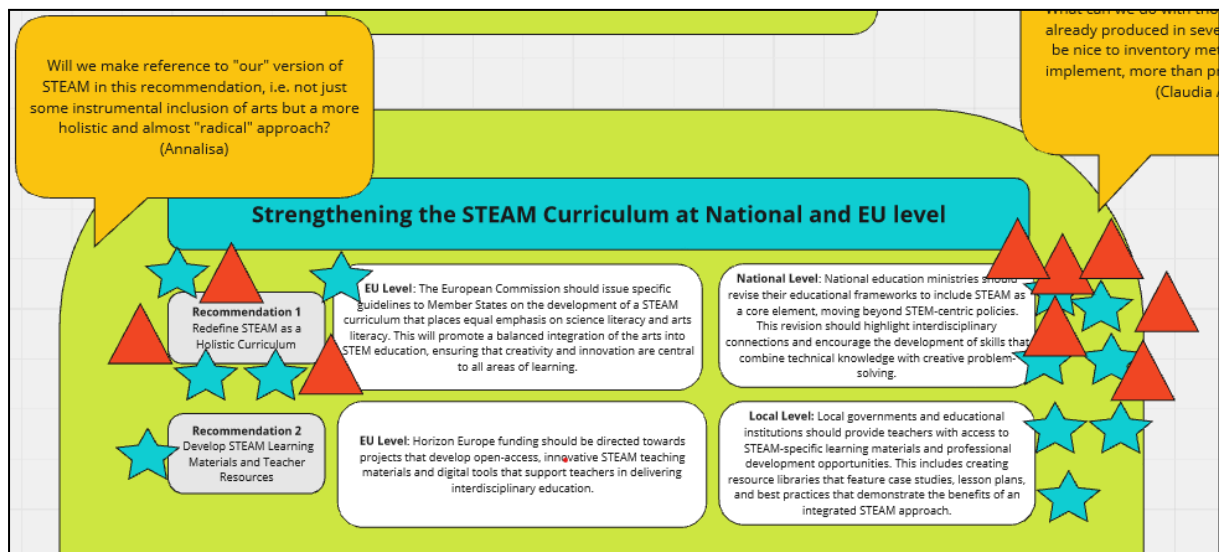 Will we make reference to "our" version of
STEAM in this recommendation, i.e. not just
some instrumental inclusion of arts but a more
holistic and almost "radical" approach?
(Annalisa)
already produced in seve
be nice to inventory met
implement, more than pr
(Claudia
Strengthening the STEAM Curriculum at National and EU level
Recommendation 1
Redefine STEAM as a
Holistic Curriculum
EU Level: The European Commission should issue specific
guidelines to Member States on the development of a STEAM
curriculum that places equal emphasis on science literacy and arts
literacy. This will promote a balanced integration of the arts into
STEM education, ensuring that creativity and innovation are central
to all areas of learning.
National Level: National education ministries should
revise their educational frameworks to include STEAM as
a core element, moving beyond STEM-centric policies.
This revision should highlight interdisciplinary
connections and encourage the development of skills that
combine technical knowledge with creative problem-
solving.
Recommendation 2
Develop STEAM Learning
Materials and Teacher
Resources
EU Level: Horizon Europe funding should be directed towards
projects that develop open-access, innovative STEAM teaching
materials and digital tools that support teachers in delivering
interdisciplinary education.
Local Level: Local governments and educational
institutions should provide teachers with access to
STEAM-specific learning materials and professional
development opportunities. This includes creating
resource libraries that feature case studies, lesson plans,
and best practices that demonstrate the benefits of an
integrated STEAM approach.